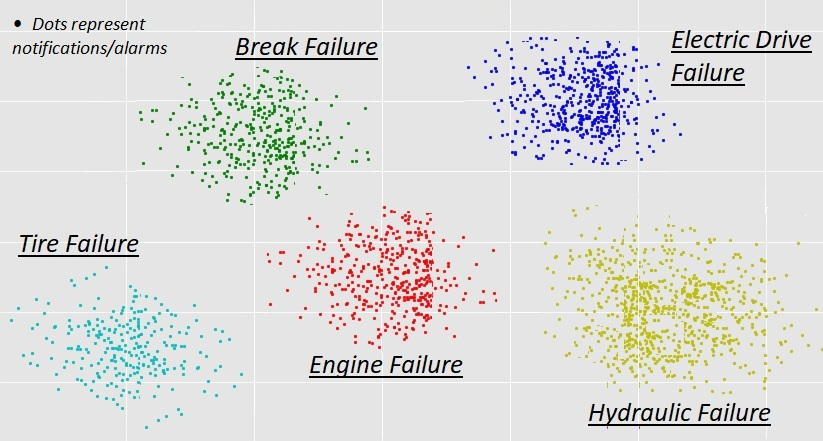 • Dots represent
notifications/alarms
Break Failure
Electric Drive
Failure
Tire Failure
Engine Failure
Hydraulic Failure